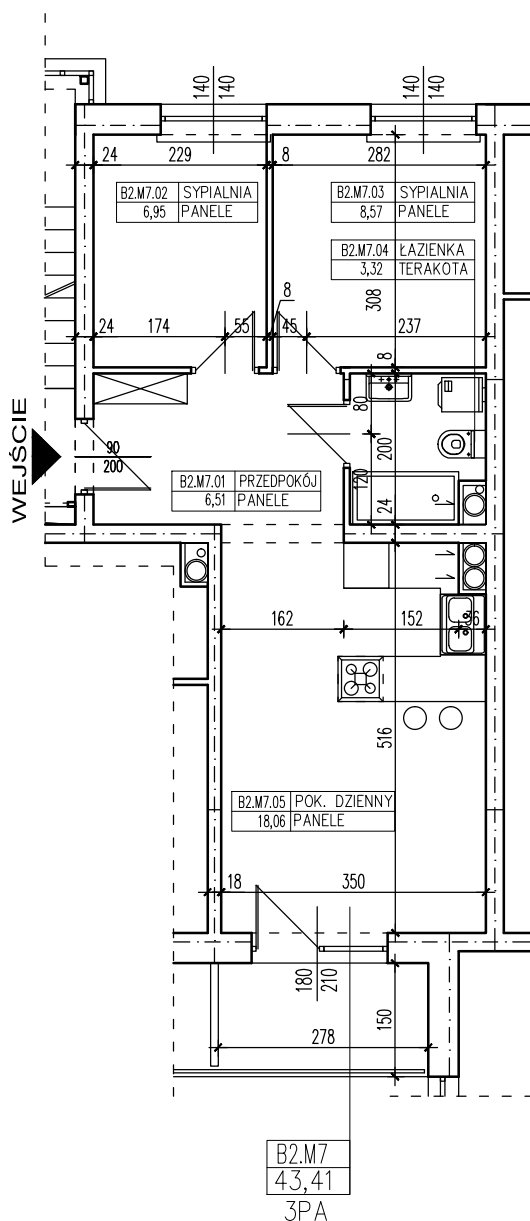 140 140 140 140
24 229 8 282
B2.M7.02 SYPIALNIA
6,95 PANELE
B2.M7.03 SYPIALNIA
8,57 PANELE
B2.M7.04 ŁAZIENKA
3,32 TERAKOTA
308
8
24 174 55 45 237
8
80
200
120
24
WEJŚCIE
90
200
B2.M7.01 PRZEDPOKÓJ
6,51 PANELE
162 152 36
516
B2.M7.05 POK. DZIENNY
18,06 PANELE
18 350
180 210
150
278
B2.M7
43,41
3PA